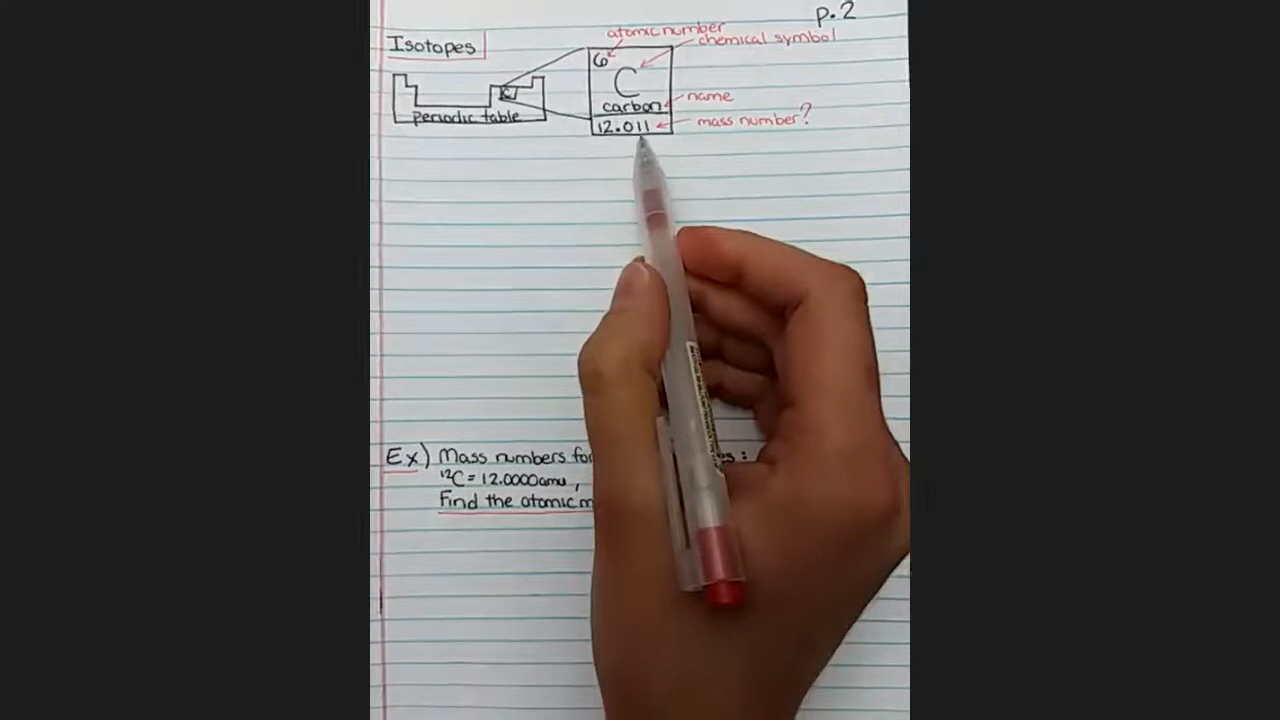 p.2
Isotopes
atomic number
chemical symbol
6
C
carbon
name
12.011
mass number?
C
periodic table
Ex) Mass numbers for
¹²C = 12.0000amu,
Find the atomic m